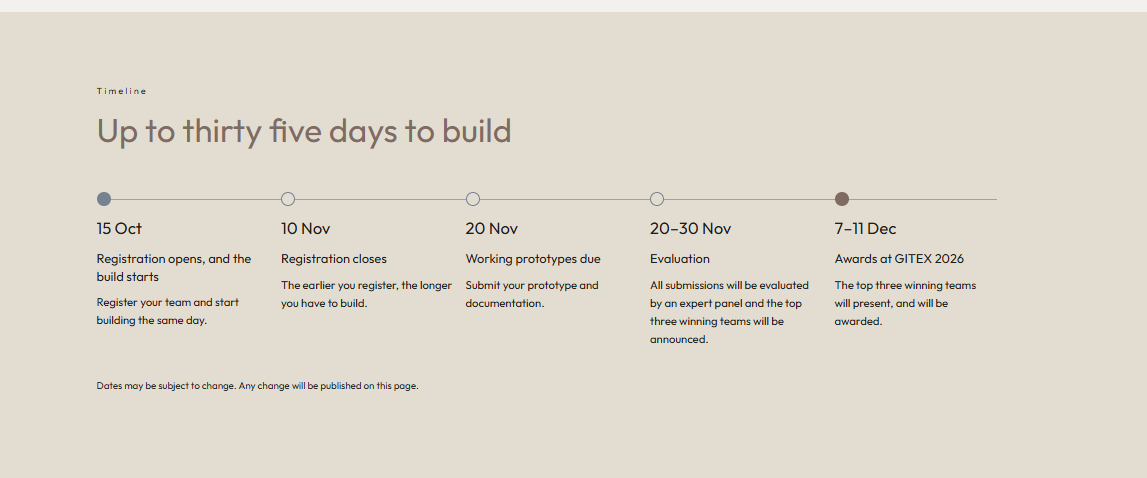 Timeline
Up to thirty five days to build
15 Oct
Registration opens, and the
build starts
Register your team and start
building the same day.
10 Nov
Registration closes
The earlier you register, the longer
you have to build.
20 Nov
Working prototypes due
Submit your prototype and
documentation.
20–30 Nov
Evaluation
All submissions will be evaluated
by an expert panel and the top
three winning teams will be
announced.
7–11 Dec
Awards at GITEX 2026
The top three winning teams
will present, and will be
awarded.
Dates may be subject to change. Any change will be published on this page.